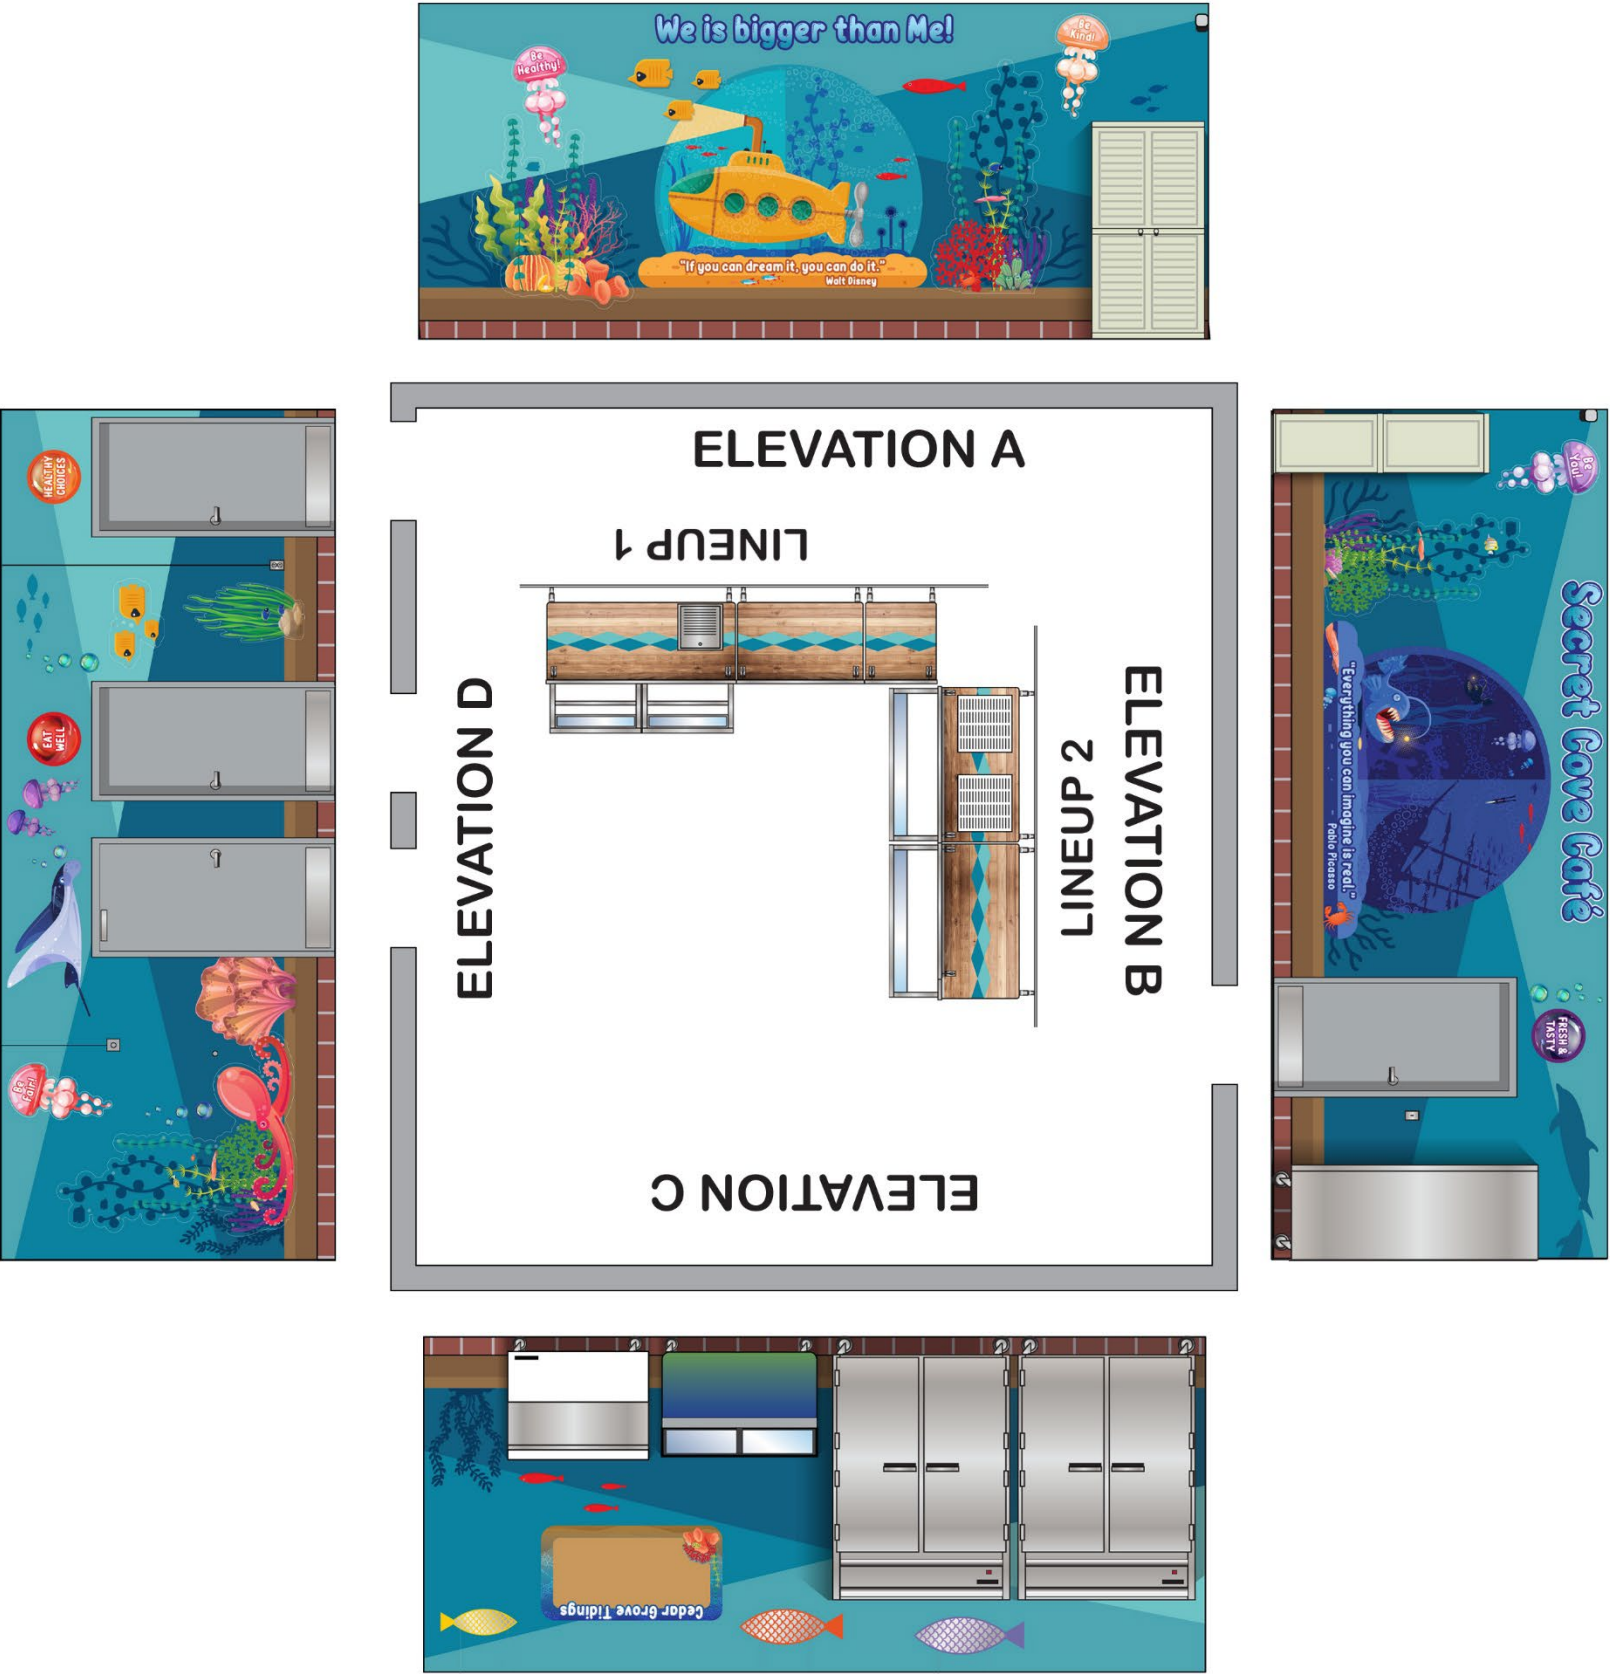 We is bigger than Me!
Be
Healthy!
Be
Kind!
"If you can dream it, you can do it."
Walt Disney
ELEVATION A
LINEUP 1
ELEVATION B
LINEUP 2
ELEVATION C
ELEVATION D
HEALTHY
CHOICES
EAT
WELL
Be
Fair!
Be
You!
Secret Cove Café
"Everything you can imagine is real."
Pablo Picasso
FRESH &
TASTY
Cedar Grove Tidings